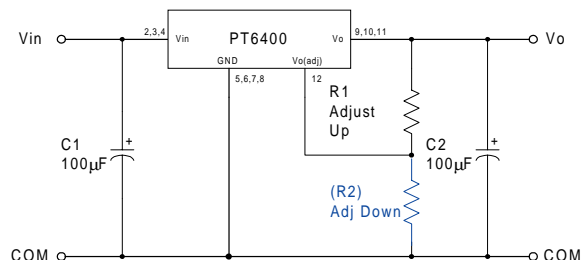 Vin
2,3,4
Vin
PT6400
Vo
9,10,11
Vo
GND
Vo(adj)
5,6,7,8
12
R1
Adjust
Up
C1
100µF
+
C2
100µF
+
(R2)
Adj Down
COM
COM